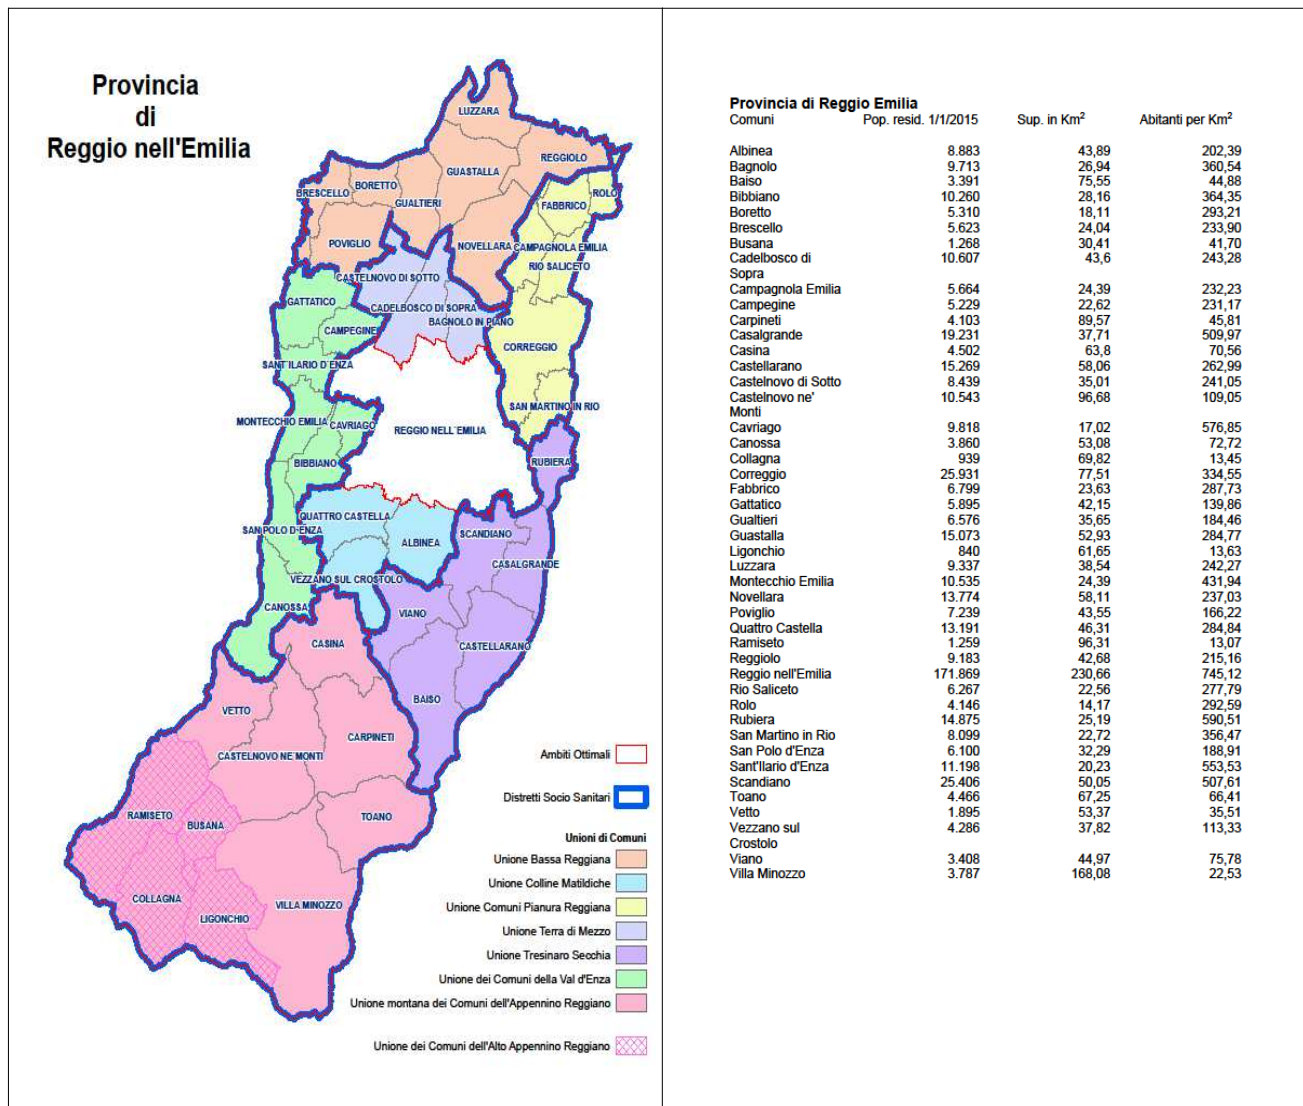 Provincia
di
Reggio nell'Emilia
LUZZARA
REGGIOLO
GUASTALLA
BORETTO
BRESCELLO
GUALTIERI
ROLO
FABBRICO
POVIGLIO
NOVELLARA
CAMPAGNOLA EMILIA
RIO SALICETO
CASTELNOVO DI SOTTO
GATTATICO
CADELBOSCO DI SOPRA
BAGNOLO IN PIANO
CAMPEGINE
CORREGGIO
SANT'ILARIO D'ENZA
SAN MARTINO IN RIO
MONTECCHIO EMILIA
CAVRIAGO
REGGIO NELL'EMILIA
BIBBIANO
RUBIERA
QUATTRO CASTELLA
SAN POLO D'ENZA
ALBINEA
SCANDIANO
CASALGRANDE
VEZZANO SUL CROSTOLO
CANOSSA
VIANO
CASINA
CASTELLARANO
BAISO
VETTO
CARPINETI
CASTELNOVO NE MONTI
RAMISETO
BUSANA
TOANO
COLLAGNA
LIGONCHIO
VILLA MINOZZO
Ambiti Ottimali
Distretti Socio Sanitari
Unioni di Comuni
Unione Bassa Reggiana
Unione Colline Matildiche
Unione Comuni Pianura Reggiana
Unione Terra di Mezzo
Unione Tresinaro Secchia
Unione dei Comuni della Val d'Enza
Unione montana dei Comuni dell'Appennino Reggiano
Unione dei Comuni dell'Alto Appennino Reggiano
Provincia di Reggio Emilia
Comuni Pop. resid. 1/1/2015 Sup. in Km² Abitanti per Km²
Albinea 8.883 43,89 202,39
Bagnolo 9.713 26,94 360,54
Baiso 3.391 75,55 44,88
Bibbiano 10.260 28,16 364,35
Boretto 5.310 18,11 293,21
Brescello 5.623 24,04 233,90
Busana 1.268 30,41 41,70
Cadelbosco di 10.607 43,6 243,28
Sopra
Campagnola Emilia 5.664 24,39 232,23
Campegine 5.229 22,62 231,17
Carpineti 4.103 89,57 45,81
Casalgrande 19.231 37,71 509,97
Casina 4.502 63,8 70,56
Castellarano 15.269 58,06 262,99
Castelnovo di Sotto 8.439 35,01 241,05
Castelnovo ne' 10.543 96,68 109,05
Monti
Cavriago 9.818 17,02 576,85
Canossa 3.860 53,08 72,72
Collagna 939 69,82 13,45
Correggio 25.931 77,51 334,55
Fabbrico 6.799 23,63 287,73
Gattatico 5.895 42,15 139,86
Gualtieri 6.576 35,65 184,46
Guastalla 15.073 52,93 284,77
Ligonchio 840 61,65 13,63
Luzzara 9.337 38,54 242,27
Montecchio Emilia 10.535 24,39 431,94
Novellara 13.774 58,11 237,03
Poviglio 7.239 43,55 166,22
Quattro Castella 13.191 46,31 284,84
Ramiseto 1.259 96,31 13,07
Reggiolo 9.183 42,68 215,16
Reggio nell'Emilia 171.869 230,66 745,12
Rio Saliceto 6.267 22,56 277,79
Rolo 4.146 14,17 292,59
Rubiera 14.875 25,19 590,51
San Martino in Rio 8.099 22,72 356,47
San Polo d'Enza 6.100 32,29 188,91
Sant'Ilario d'Enza 11.198 20,23 553,53
Scandiano 25.406 50,05 507,61
Toano 4.466 67,25 66,41
Vetto 1.895 53,37 35,51
Vezzano sul 4.286 37,82 113,33
Crostolo
Viano 3.408 44,97 75,78
Villa Minozzo 3.787 168,08 22,53